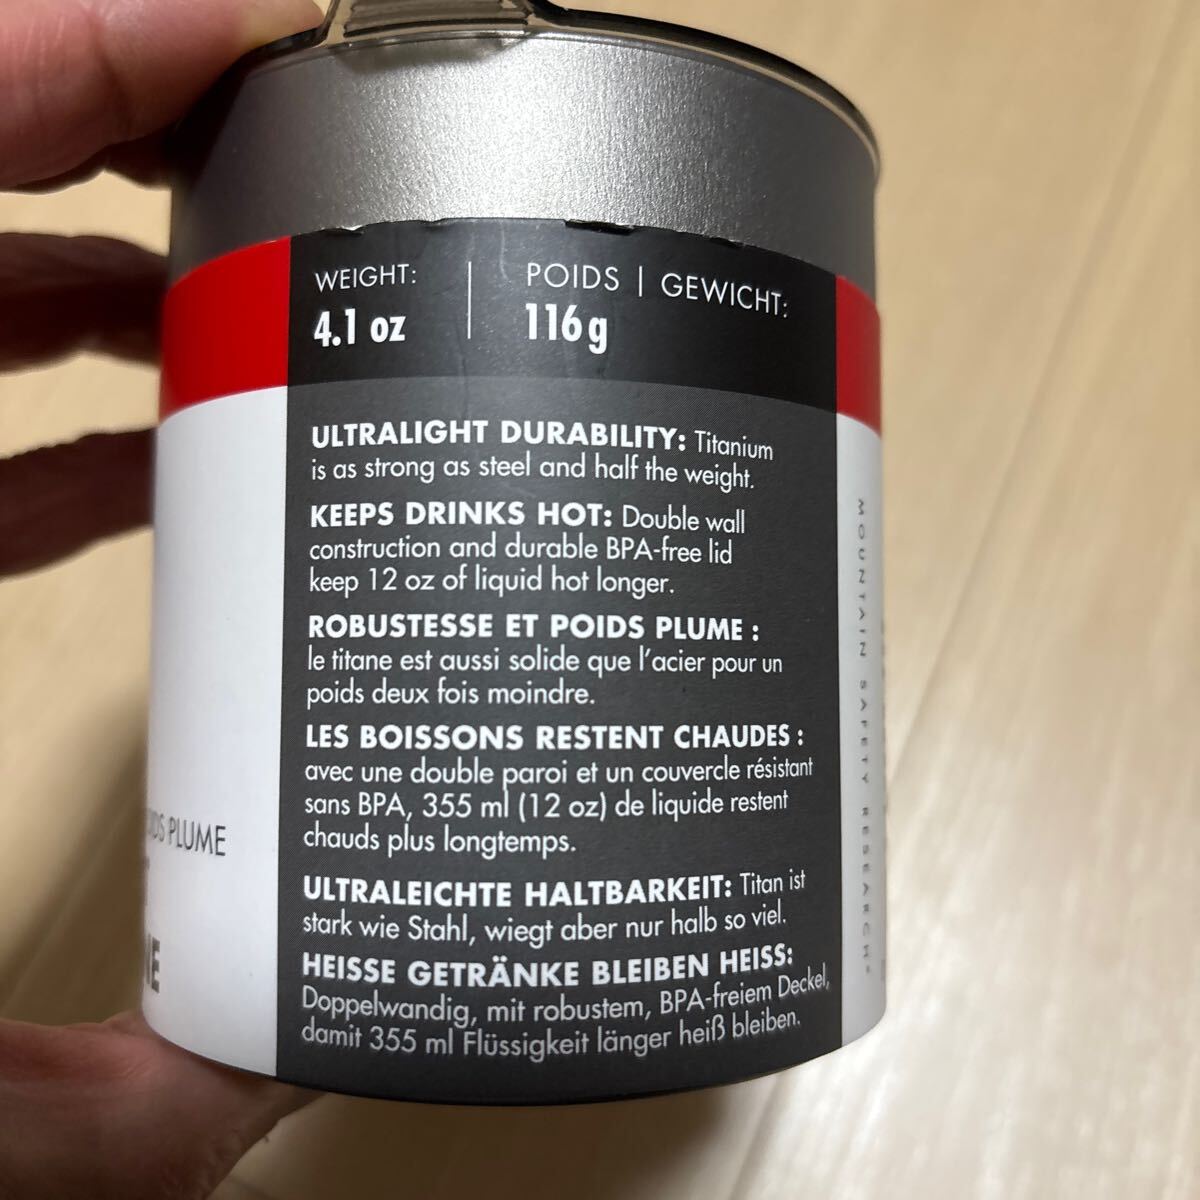 WEIGHT:
4.1 oz
POIDS | GEWICHT:
116 g
ULTRALIGHT DURABILITY: Titanium
is as strong as steel and half the weight.
KEEPS DRINKS HOT: Double wall
construction and durable BPA-free lid
keep 12 oz of liquid hot longer.
ROBUSTESSE ET POIDS PLUME :
le titane est aussi solide que l'acier pour un
poids deux fois moindre.
LES BOISSONS RESTENT CHAUDES :
avec une double paroi et un couvercle résistant
sans BPA, 355 ml (12 oz) de liquide restent
chauds plus longtemps.
ULTRALEICHTE HALTBARKEIT: Titan ist
stark wie Stahl, wiegt aber nur halb so viel.
HEISSE GETRÄNKE BLEIBEN HEISS:
Doppelwandig, mit robustem, BPA-freiem Deckel,
damit 355 ml Flüssigkeit länger heiß bleiben.
PLUME
MOUNTAIN SAFETY RESEARCH